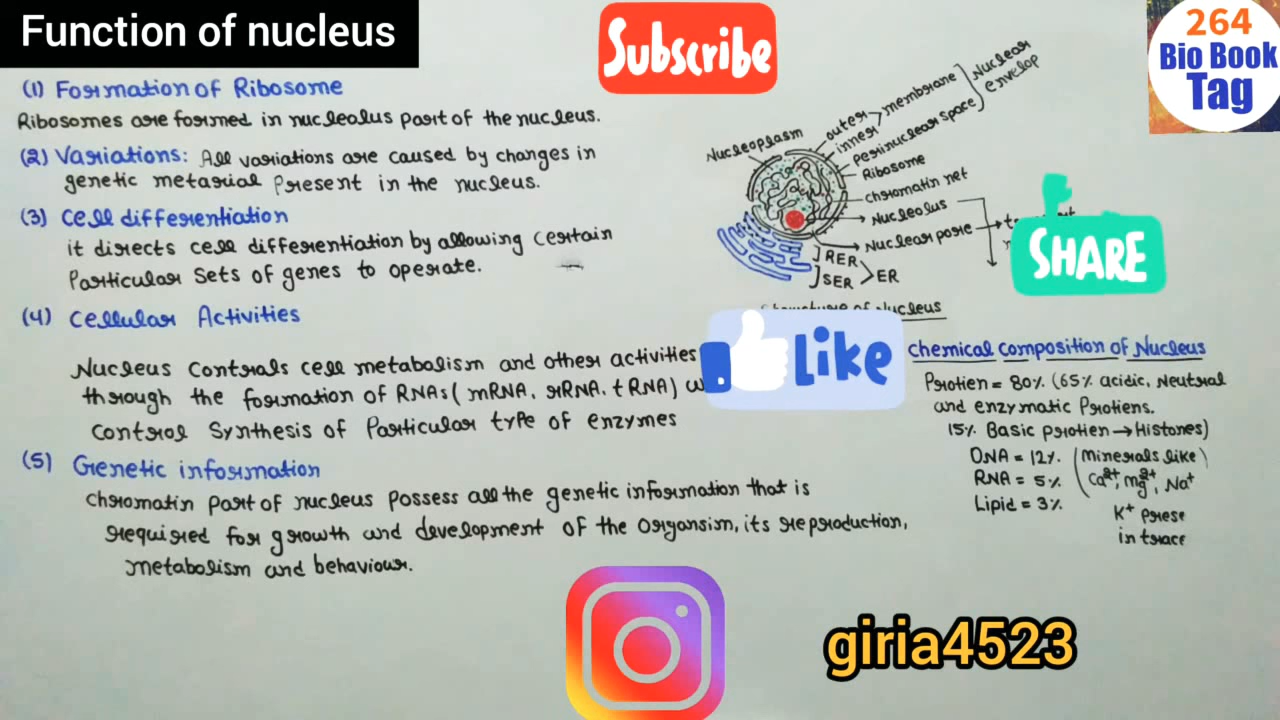 Function of nucleus
Subscribe
264
Bio Book
Tag
(1) Formation of Ribosome
Ribosomes are formed in nucleolus part of the nucleus.
(2) Variations: All variations are caused by changes in
genetic metarial present in the nucleus.
(3) Cell differentiation
it directs cell differentiation by allowing certain
Particular sets of genes to operate.
(4) Cellular Activities
Nucleus controls cell metabolism and other activities
through the formation of RNAs (mRNA, rRNA, tRNA)
control synthesis of Particular type of enzymes
(5) Genetic information
Chromatin part of nucleus possess all the genetic information that is
required for growth and development of the organsim, its reproduction,
metabolism and behaviour.
Nucleoplasm
outer
inner
membrane
Nuclear
envelop
perinuclear space
Ribosome
chromatin net
Nucleolus
Nuclear pore
RER
SER
ER
SHARE
of Nucleus
Like
Chemical composition of Nucleus
Protien = 80% (65% acidic, Neutral
and enzymatic Protiens.
15% Basic protien → Histones)
DNA = 12%
RNA = 5%
Lipid = 3%
(Minerals like)
Ca²⁺, Mg²⁺, Na⁺
K⁺ prese
in trace
giria4523